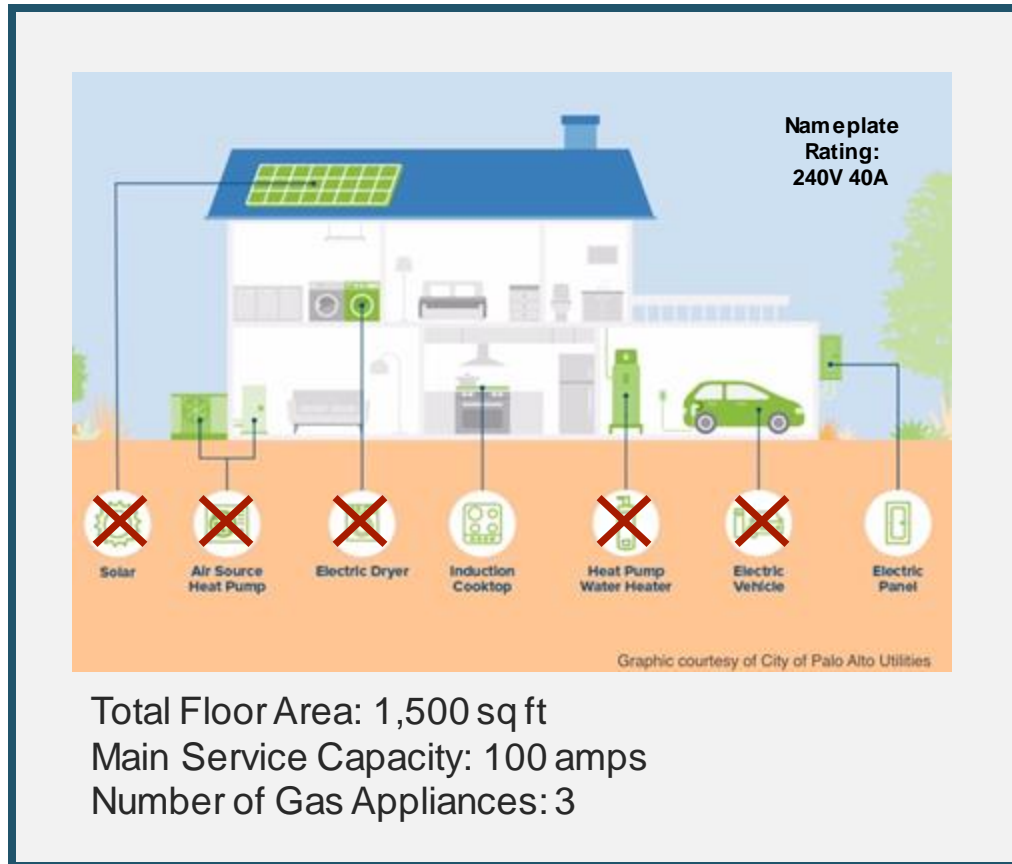 Nameplate
Rating:
240V 40A
Solar
Air Source
Heat Pump
Electric Dryer
Induction
Cooktop
Heat Pump
Water Heater
Electric
Vehicle
Electric
Panel
Graphic courtesy of City of Palo Alto Utilities
Total Floor Area: 1,500 sq ft
Main Service Capacity: 100 amps
Number of Gas Appliances: 3